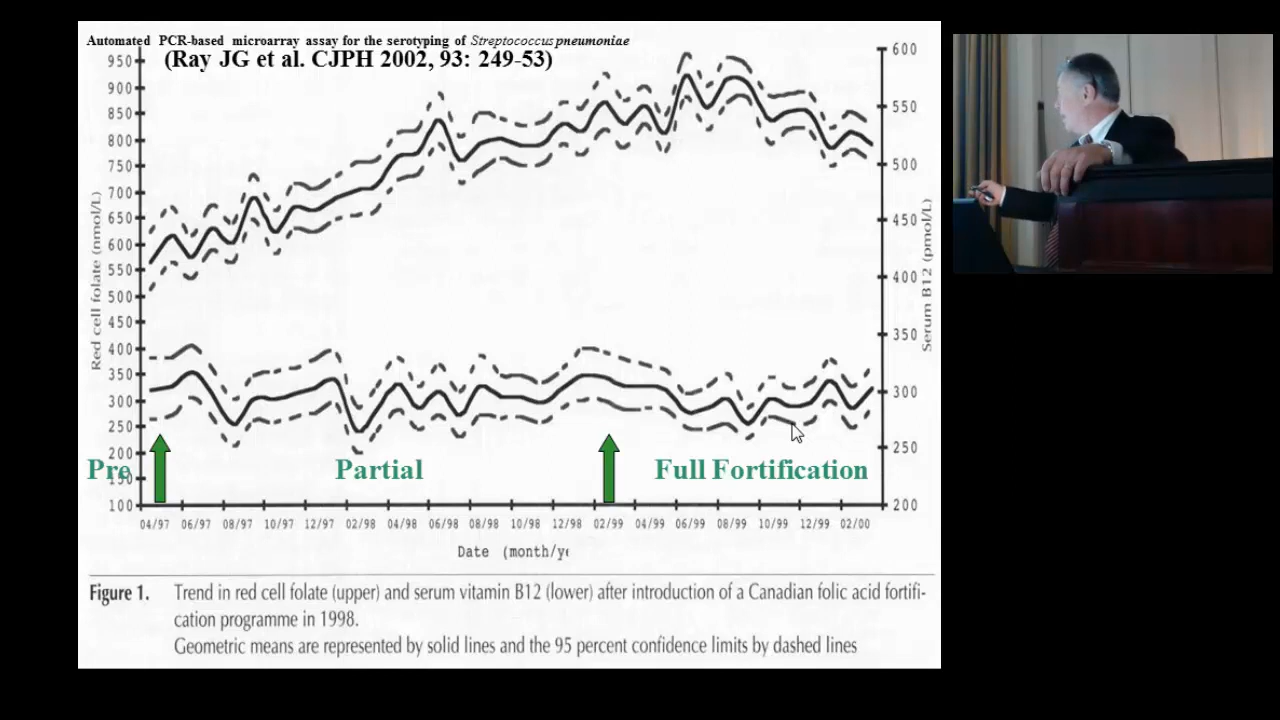 Automated PCR-based microarray assay for the serotyping of Streptococcus pneumoniae
(Ray JG et al. CJPH 2002, 93: 249-53)
Red cell folate (nmol/L)
950
900
850
800
750
700
650
600
550
500
450
400
350
300
250
200
150
100
600
550
500
450
400
350
300
250
200
Serum B12 (pmol/L)
Pre
Partial
Full Fortification
04/97 06/97 08/97 10/97 12/97 02/98 04/98 06/98 08/98 10/98 12/98 02/99 04/99 06/99 08/99 10/99 12/99 02/00
Date (month/ye
Figure 1. Trend in red cell folate (upper) and serum vitamin B12 (lower) after introduction of a Canadian folic acid fortifi-
cation programme in 1998.
Geometric means are represented by solid lines and the 95 percent confidence limits by dashed lines